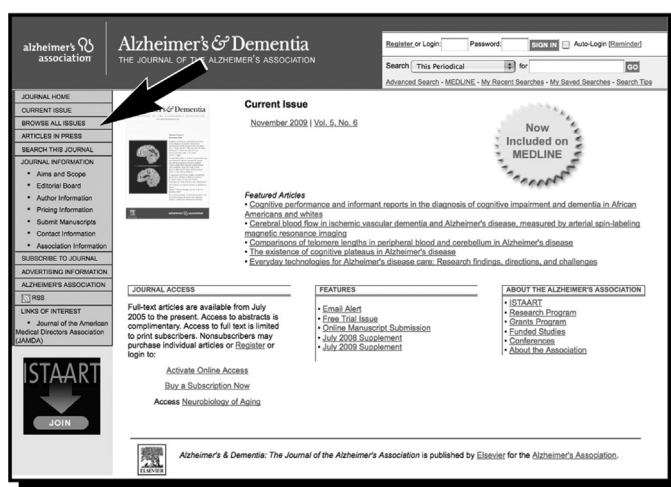 alzheimer's
association
Alzheimer's & Dementia
THE JOURNAL OF THE ALZHEIMER'S ASSOCIATION
Register or Login: Password: SIGN IN Auto-Login [Reminder]
Search This Periodical for GO
Advanced Search - MEDLINE - My Recent Searches - My Saved Searches - Search Tips
JOURNAL HOME
CURRENT ISSUE
BROWSE ALL ISSUES
ARTICLES IN PRESS
SEARCH THIS JOURNAL
JOURNAL INFORMATION
• Aims and Scope
• Editorial Board
• Author Information
• Pricing Information
• Submit Manuscripts
• Contact Information
• Association Information
SUBSCRIBE TO JOURNAL
ADVERTISING INFORMATION
ALZHEIMER'S ASSOCIATION
RSS
LINKS OF INTEREST
• Journal of the American
Medical Directors Association
(JAMDA)
ISTAART
JOIN
& Dementia
Current Issue
November 2009 | Vol. 5, No. 6
Now
Included on
MEDLINE
Featured Articles
• Cognitive performance and informant reports in the diagnosis of cognitive impairment and dementia in African
Americans and whites
• Cerebral blood flow in ischemic vascular dementia and Alzheimer's disease, measured by arterial spin-labeling
magnetic resonance imaging
• Comparisons of telomere lengths in peripheral blood and cerebellum in Alzheimer's disease
• The existence of cognitive plateaus in Alzheimer's disease
• Everyday technologies for Alzheimer's disease care: Research findings, directions, and challenges
JOURNAL ACCESS
Full-text articles are available from July
2005 to the present. Access to abstracts is
complimentary. Access to full text is limited
to print subscribers. Nonsubscribers may
purchase individual articles or Register or
login to:
Activate Online Access
Buy a Subscription Now
Access Neurobiology of Aging
FEATURES
• Email Alert
• Free Trial Issue
• Online Manuscript Submission
• July 2008 Supplement
• July 2009 Supplement
ABOUT THE ALZHEIMER'S ASSOCIATION
• ISTAART
• Research Program
• Grants Program
• Funded Studies
• Conferences
• About the Association
ELSEVIER
Alzheimer's & Dementia: The Journal of the Alzheimer's Association is published by Elsevier for the Alzheimer's Association.